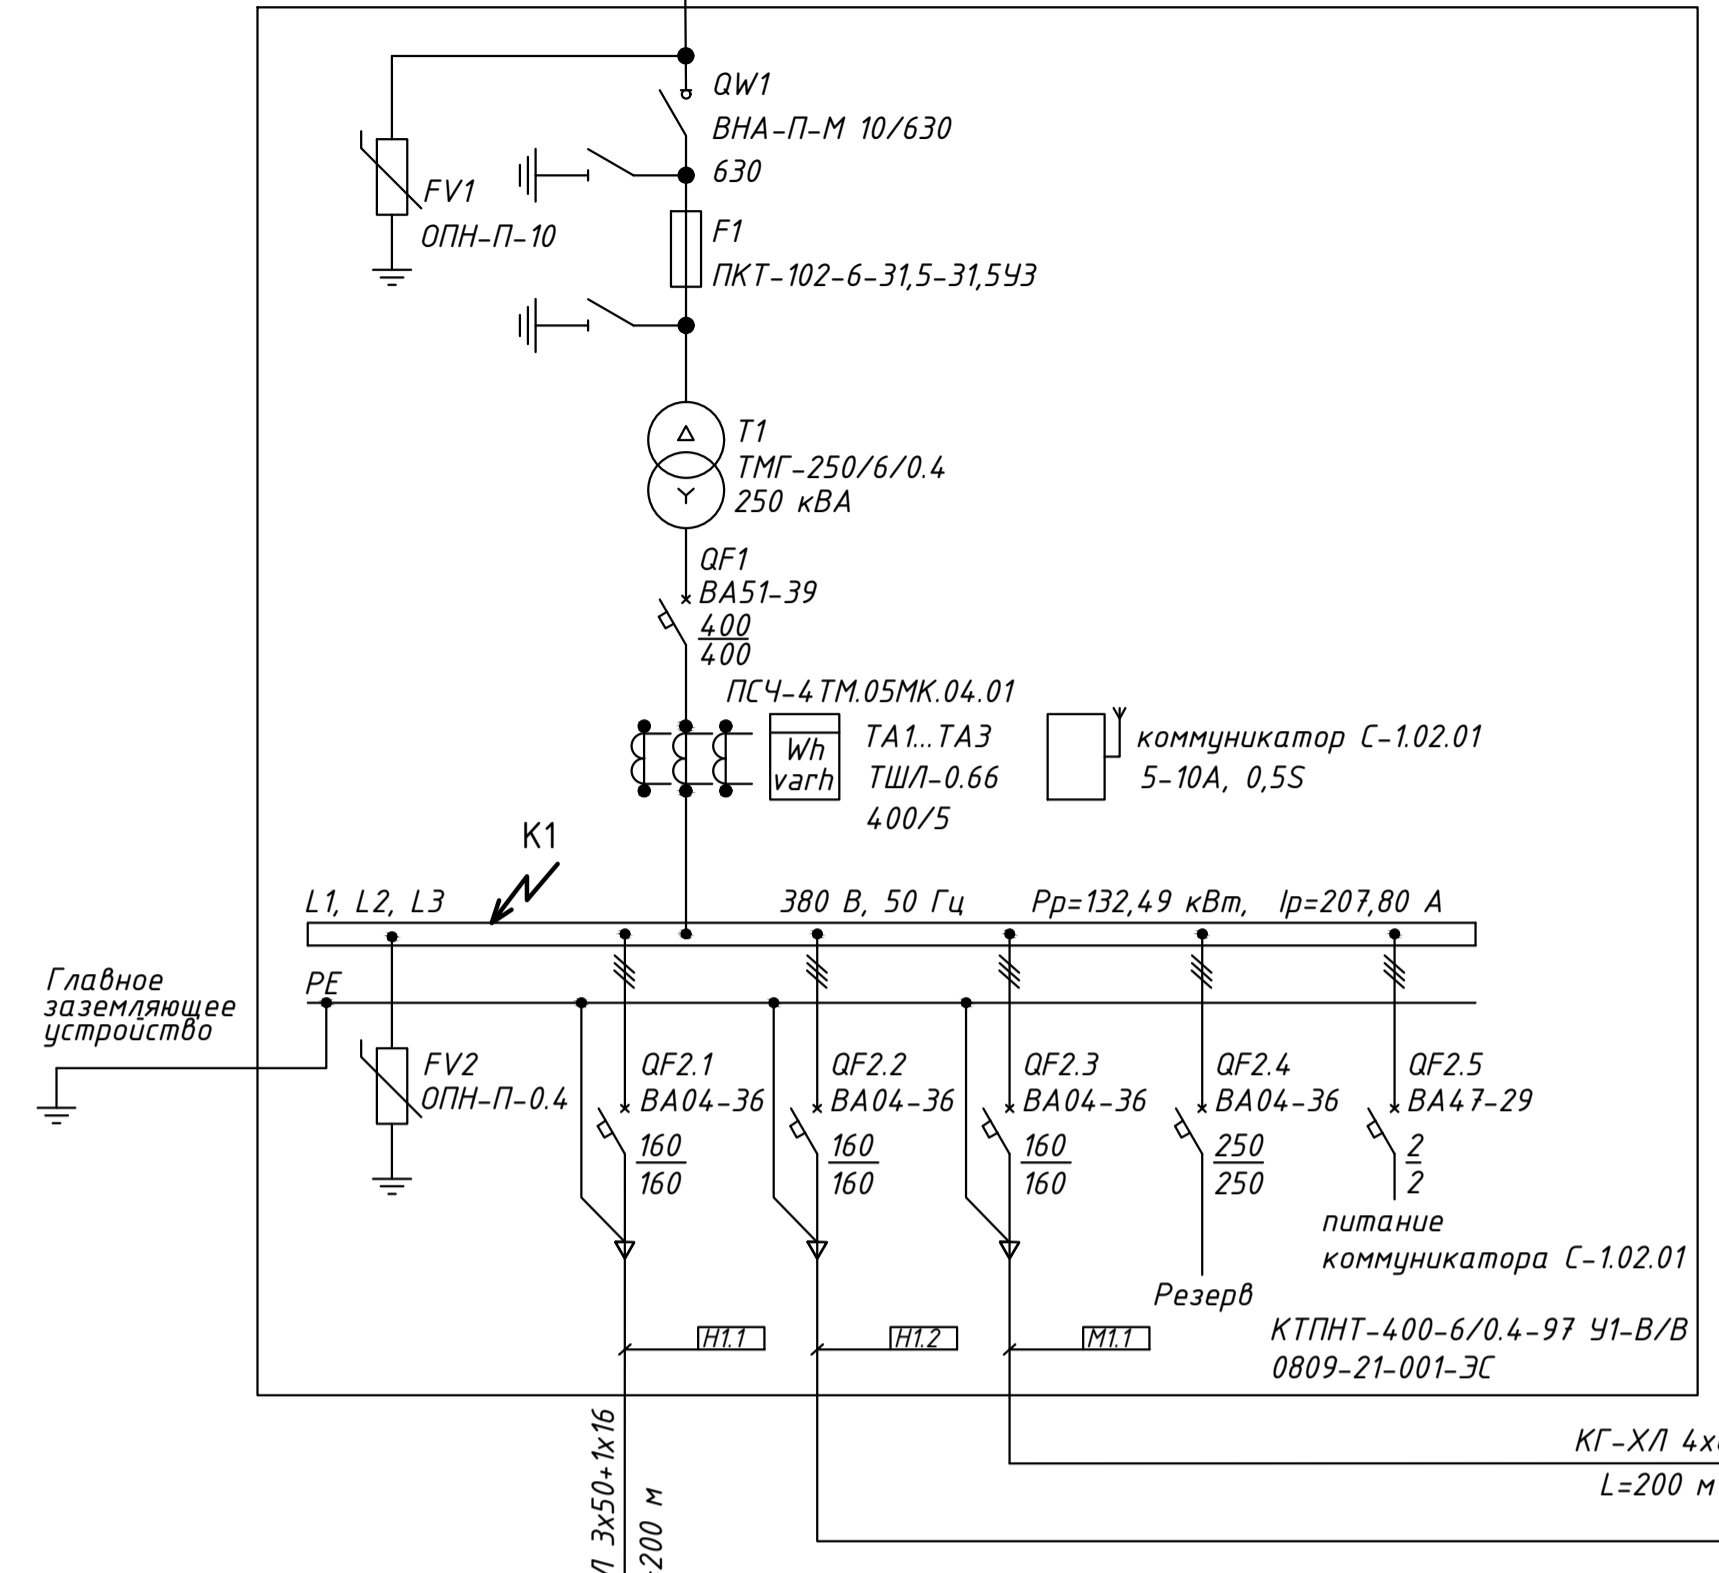 QW1
ВНА-П-М 10/630
630
FV1
ОПН-П-10
F1
ПКТ-102-6-31,5-31,5У3
Т1
ТМГ-250/6/0.4
250 кВА
QF1
ВА51-39
400
400
ПСЧ-4ТМ.05МК.04.01
Wh
varh
ТА1...ТА3
ТШЛ-0.66
400/5
коммуникатор С-1.02.01
5-10А, 0,5S
К1
L1, L2, L3
380 В, 50 Гц
Рр=132,49 кВт, Iр=207,80 А
Главное
заземляющее
устройство
PE
FV2
ОПН-П-0.4
QF2.1
ВА04-36
160
160
QF2.2
ВА04-36
160
160
QF2.3
ВА04-36
160
160
QF2.4
ВА04-36
250
250
QF2.5
ВА47-29
2
2
питание
коммуникатора С-1.02.01
Резерв
Н1.1
Н1.2
М1.1
КТПНТ-400-6/0.4-97 У1-В/В
0809-21-001-ЭС
3х50+1х16
200 м
КГ-ХЛ
L=200 м